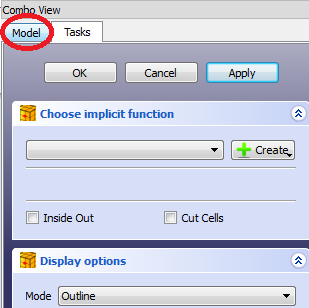 Combo View
Model Tasks
OK Cancel Apply
Choose implicit function
Create
Inside Out Cut Cells
Display options
Mode Outline